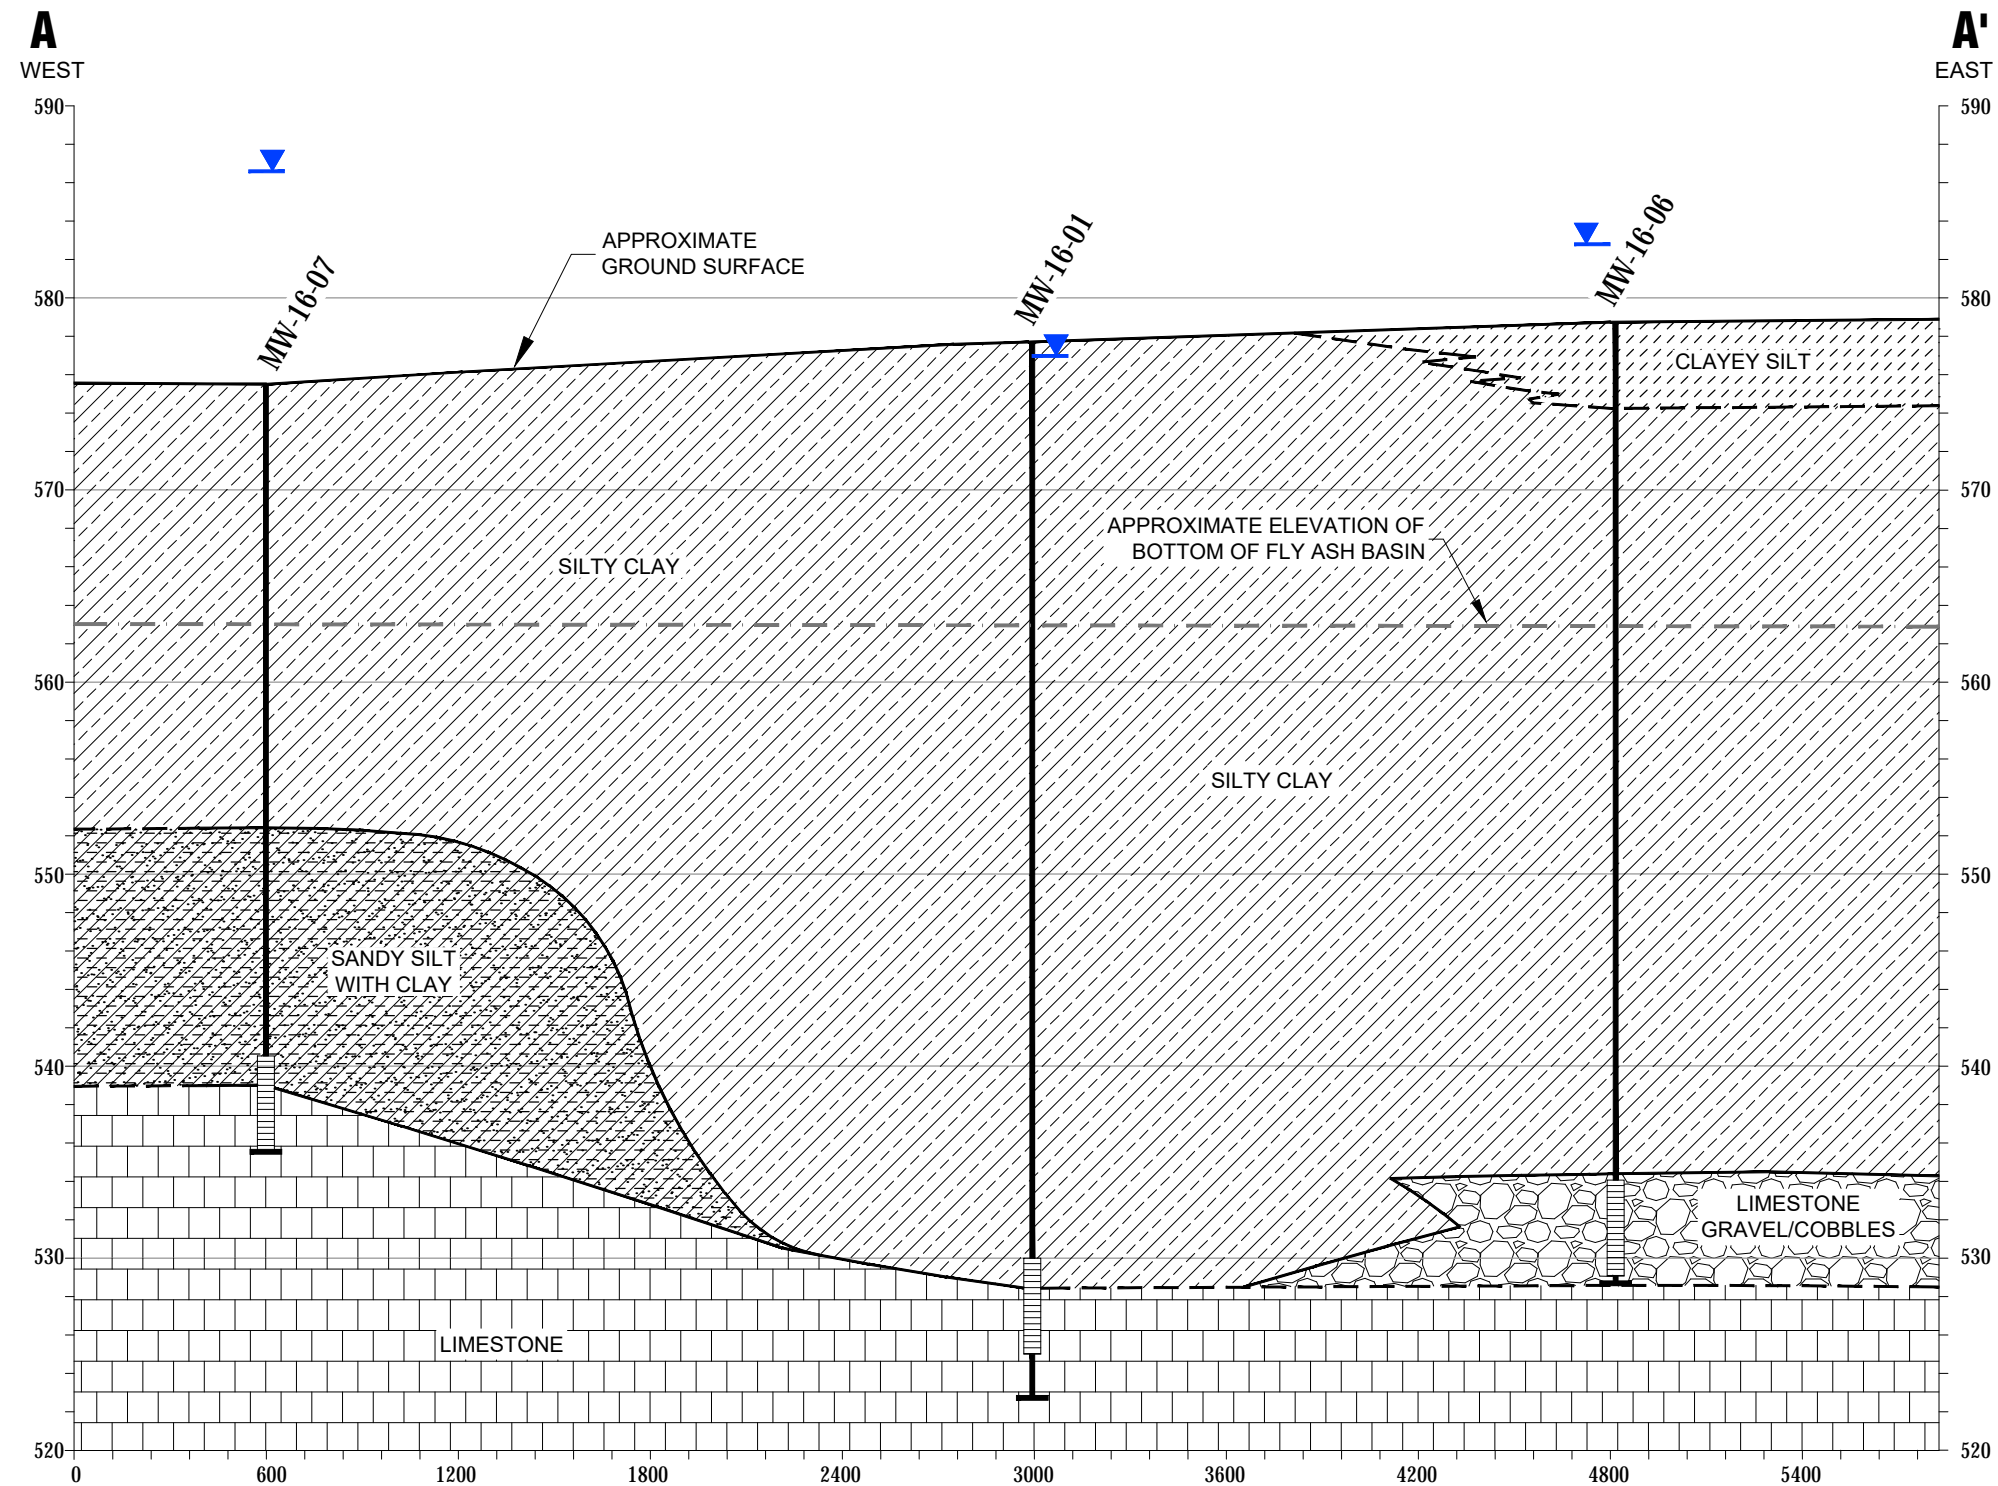 A
WEST
A'
EAST
590
590
MW-16-06
MW-16-01
APPROXIMATE
GROUND SURFACE
MW-16-07
580
580
CLAYEY SILT
570
570
APPROXIMATE ELEVATION OF
BOTTOM OF FLY ASH BASIN
SILTY CLAY
560
560
SILTY CLAY
550
550
SANDY SILT
WITH CLAY
540
540
LIMESTONE
GRAVEL/COBBLES
530
530
LIMESTONE
520
520
0
600
1200
1800
2400
3000
3600
4200
4800
5400